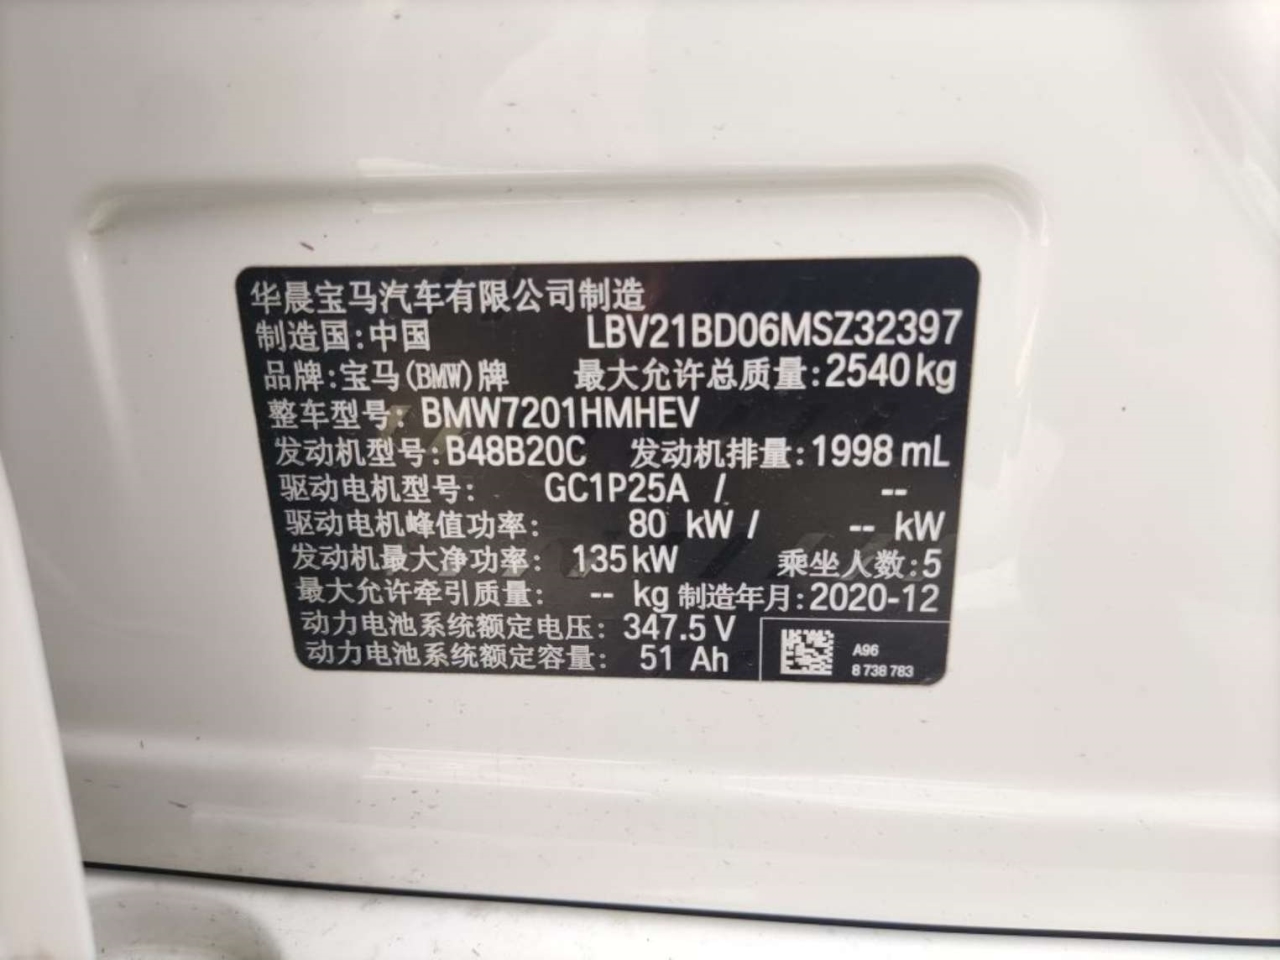 华晨宝马汽车有限公司制造
制造国:中国 LBV21BD06MSZ32397
品牌:宝马(BMW)牌 最大允许总质量:2540kg
整车型号: BMW7201HMHEV
发动机型号:B48B20C 发动机排量:1998 mL
驱动电机型号: GC1P25A / --
驱动电机峰值功率: 80 kW / -- kW
发动机最大净功率: 135kW 乘坐人数:5
最大允许牵引质量: -- kg 制造年月:2020-12
动力电池系统额定电压: 347.5 V
动力电池系统额定容量: 51 Ah
A96
8 738 783